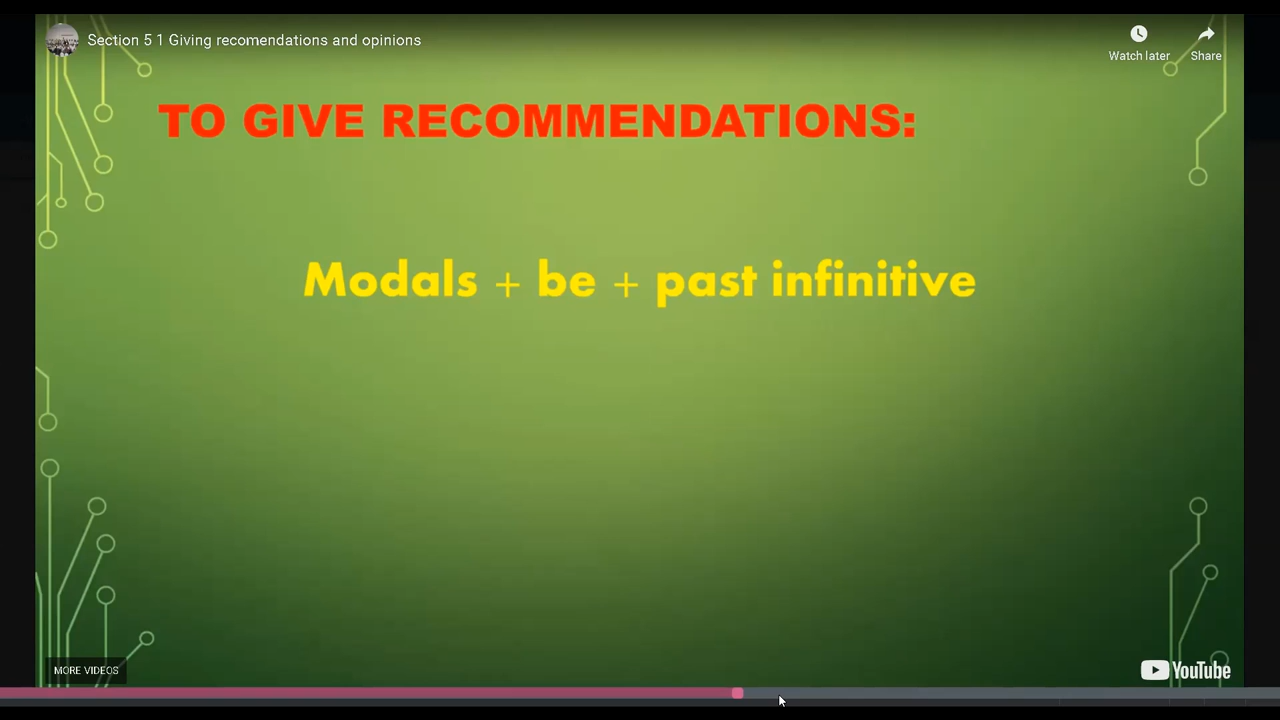 Section 5 1 Giving recomendations and opinions
Watch later
Share
TO GIVE RECOMMENDATIONS:
Modals + be + past infinitive
MORE VIDEOS
YouTube